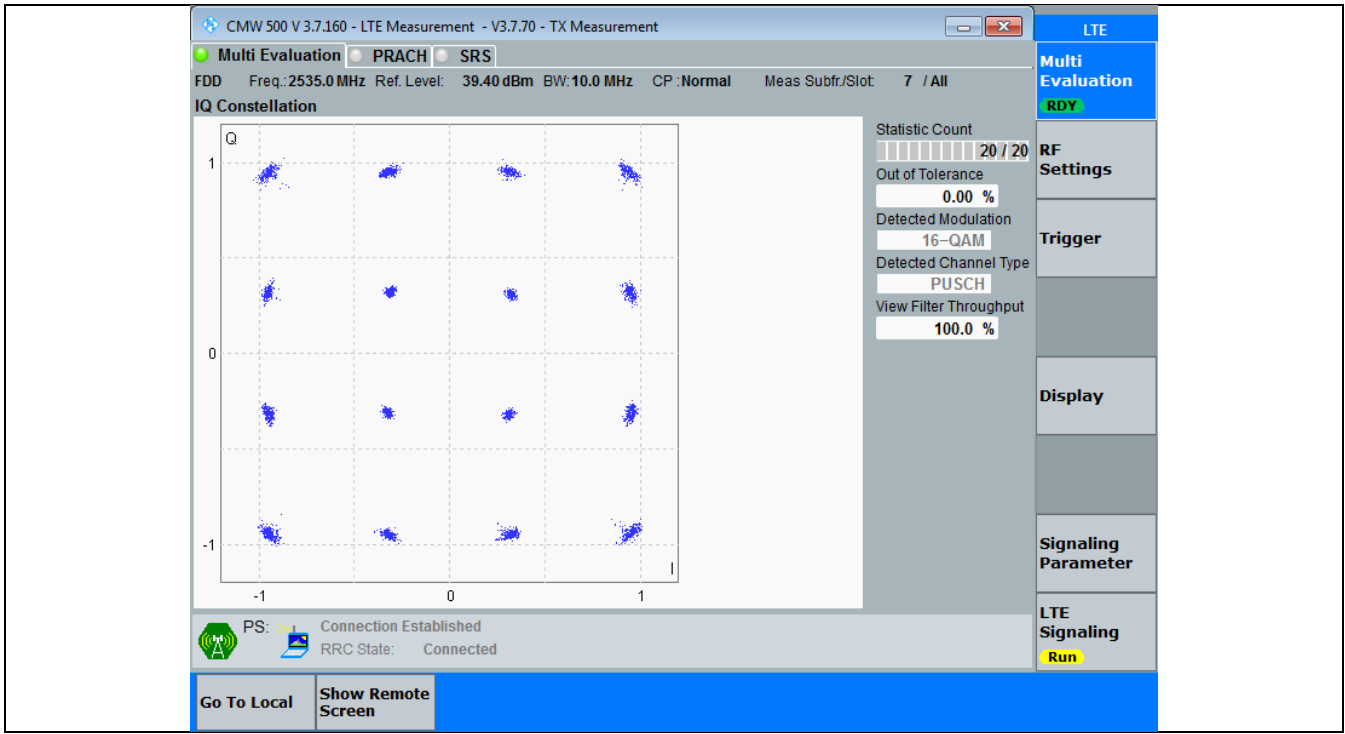 CMW 500 V 3.7.160 - LTE Measurement - V3.7.70 - TX Measurement
LTE
Multi Evaluation PRACH SRS
FDD Freg.:2535.0 MHz Ref. Level: 39.40 dBm BW:10.0 MHz CP :Normal Meas Subfr./Slot: 7 / All
IQ Constellation
Multi
Evaluation
RDY
Q
1
0
-1
I
-1 0 1
Statistic Count
20 / 20
Out of Tolerance
0.00 %
Detected Modulation
16-QAM
Detected Channel Type
PUSCH
View Filter Throughput
100.0 %
RF
Settings
Trigger
Display
Signaling
Parameter
LTE
Signaling
Run
PS: Connection Established
RRC State: Connected
Go To Local
Show Remote
Screen